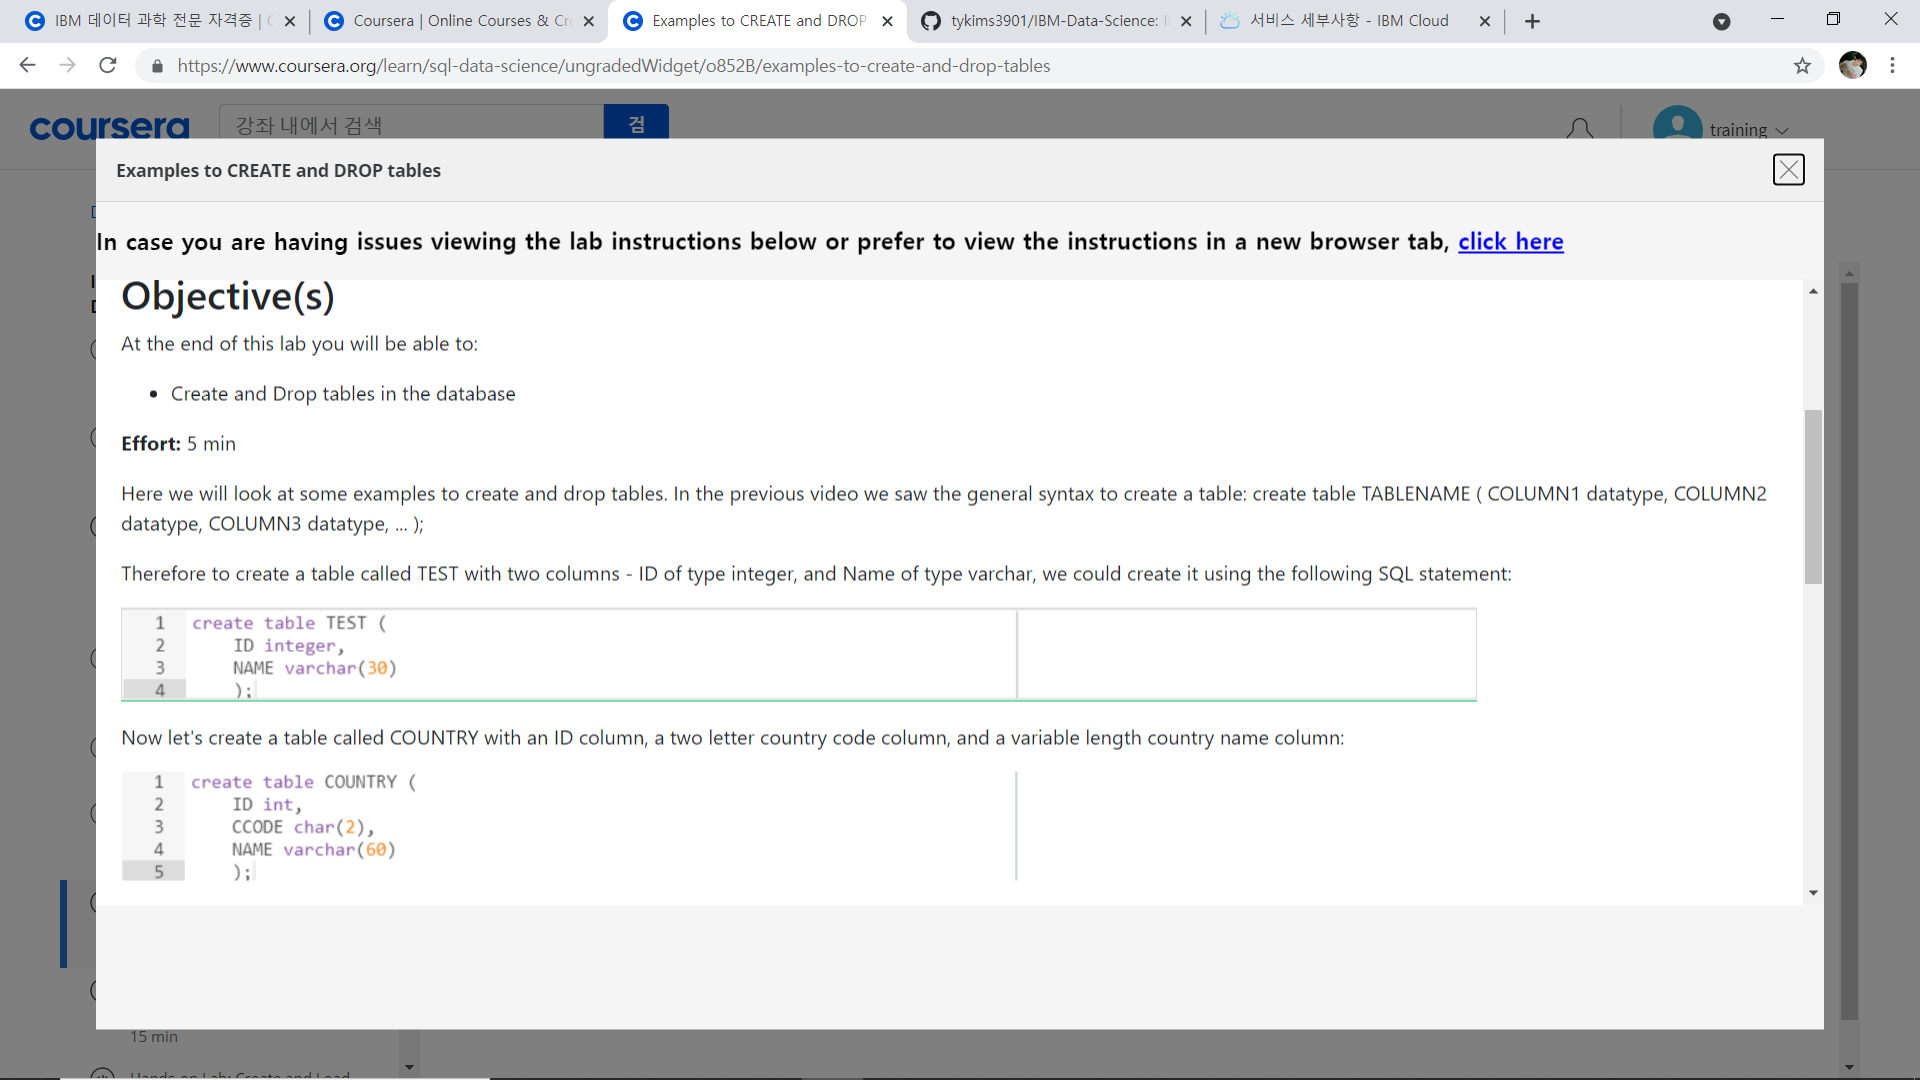 IBM 데이터 과학 전문 자격증 |
Coursera | Online Courses & Cr
Examples to CREATE and DROP
tykims3901/IBM-Data-Science:
서비스 세부사항 - IBM Cloud
https://www.coursera.org/learn/sql-data-science/ungradedWidget/o852B/examples-to-create-and-drop-tables
coursera
강좌 내에서 검색
검
training
Examples to CREATE and DROP tables
In case you are having issues viewing the lab instructions below or prefer to view the instructions in a new browser tab, click here
Objective(s)
At the end of this lab you will be able to:
• Create and Drop tables in the database
Effort: 5 min
Here we will look at some examples to create and drop tables. In the previous video we saw the general syntax to create a table: create table TABLENAME ( COLUMN1 datatype, COLUMN2
datatype, COLUMN3 datatype, ... );
Therefore to create a table called TEST with two columns - ID of type integer, and Name of type varchar, we could create it using the following SQL statement:
1 create table TEST (
2 ID integer,
3 NAME varchar(30)
4 );
Now let's create a table called COUNTRY with an ID column, a two letter country code column, and a variable length country name column:
1 create table COUNTRY (
2 ID int,
3 CCODE char(2),
4 NAME varchar(60)
5 );
15 min
Hands-on Lab: Create and Load